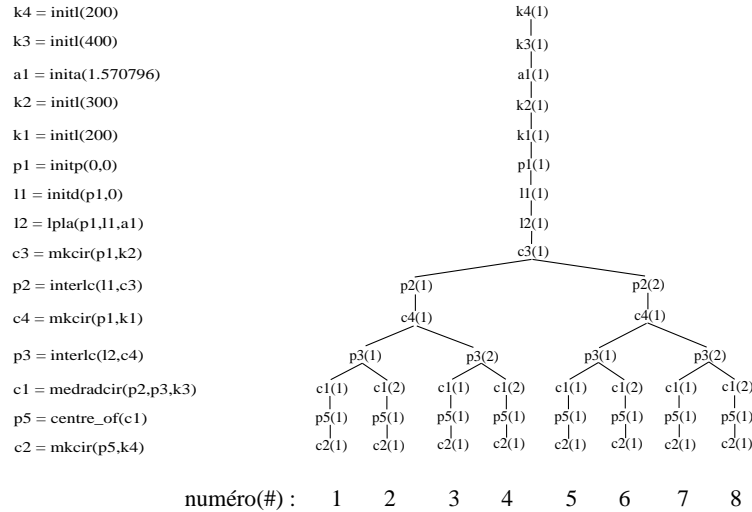 k4 = initl(200) k4(1)
k3 = initl(400) k3(1)
a1 = inita(1.570796) a1(1)
k2 = initl(300) k2(1)
k1 = initl(200) k1(1)
p1 = initp(0,0) p1(1)
l1 = initd(p1,0) l1(1)
l2 = lpla(p1,l1,a1) l2(1)
c3 = mkcir(p1,k2) c3(1)
p2 = interlc(l1,c3) p2(1) p2(2)
c4 = mkcir(p1,k1) c4(1) c4(1)
p3 = interlc(l2,c4) p3(1) p3(2) p3(1) p3(2)
c1 = medradcir(p2,p3,k3) c1(1) c1(2) c1(1) c1(2) c1(1) c1(2) c1(1) c1(2)
p5 = centre_of(c1) p5(1) p5(1) p5(1) p5(1) p5(1) p5(1) p5(1) p5(1)
c2 = mkcir(p5,k4) c2(1) c2(1) c2(1) c2(1) c2(1) c2(1) c2(1) c2(1)
numéro(#) : 1 2 3 4 5 6 7 8